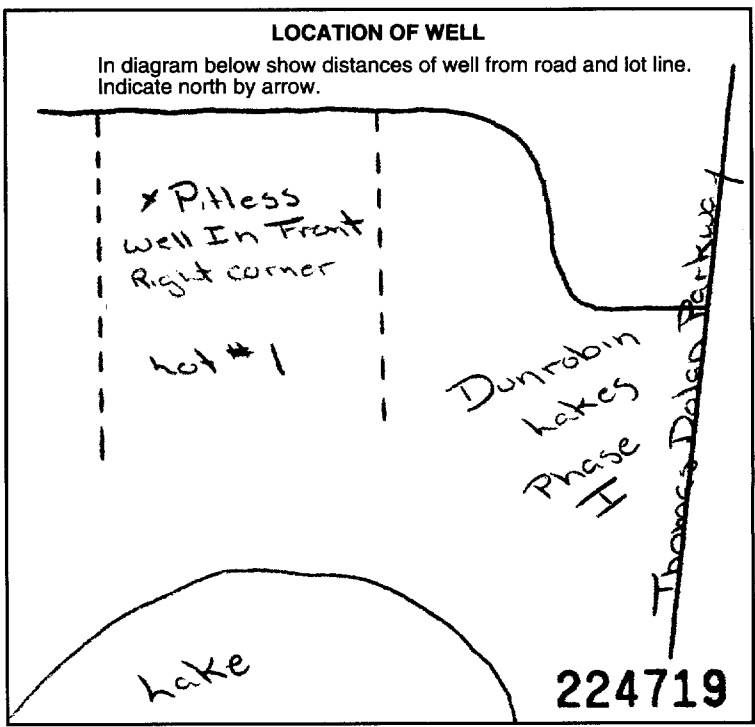 LOCATION OF WELL
In diagram below show distances of well from road and lot line.
Indicate north by arrow.
x Pitless
well In Front
Right corner
Lot # 1
Dunrobin
Lakes
Phase
I
Thomas Dolan Parkway
Lake
224719